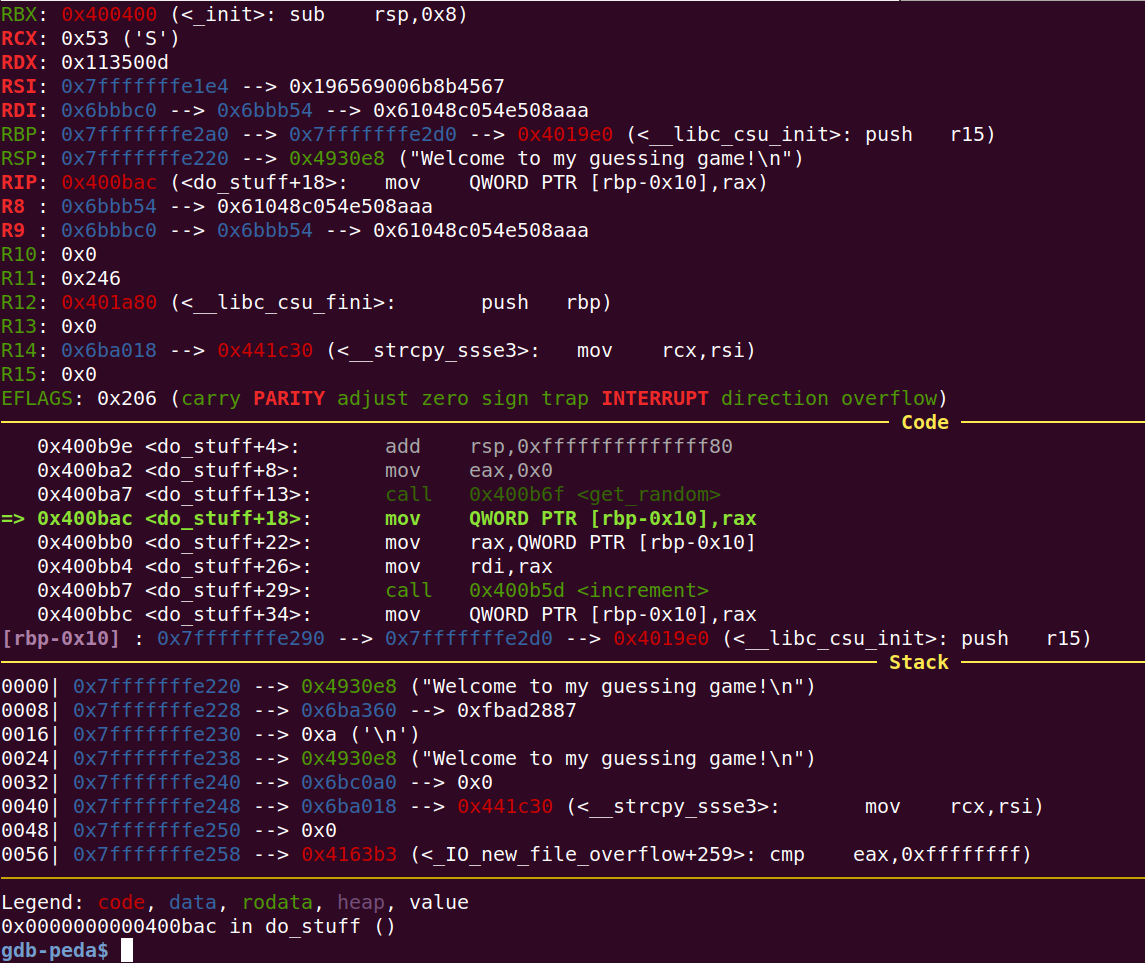 RBX: 0x400400 (<_init>: sub    rsp,0x8)
RCX: 0x53 ('S')
RDX: 0x113500d
RSI: 0x7fffffffe1e4 --> 0x196569006b8b4567
RDI: 0x6bbbc0 --> 0x6bbb54 --> 0x61048c054e508aaa
RBP: 0x7fffffffe2a0 --> 0x7fffffffe2d0 --> 0x4019e0 (<__libc_csu_init>: push   r15)
RSP: 0x7fffffffe220 --> 0x4930e8 ("Welcome to my guessing game!\n")
RIP: 0x400bac (<do_stuff+18>:   mov    QWORD PTR [rbp-0x10],rax)
R8 : 0x6bbb54 --> 0x61048c054e508aaa
R9 : 0x6bbbc0 --> 0x6bbb54 --> 0x61048c054e508aaa
R10: 0x0
R11: 0x246
R12: 0x401a80 (<__libc_csu_fini>:       push   rbp)
R13: 0x0
R14: 0x6ba018 --> 0x441c30 (<__strcpy_ssse3>:   mov    rcx,rsi)
R15: 0x0
EFLAGS: 0x206 (carry PARITY adjust zero sign trap INTERRUPT direction overflow)
Code
   0x400b9e <do_stuff+4>:       add    rsp,0xffffffffffffff80
   0x400ba2 <do_stuff+8>:       mov    eax,0x0
   0x400ba7 <do_stuff+13>:      call   0x400b6f <get_random>
=> 0x400bac <do_stuff+18>:      mov    QWORD PTR [rbp-0x10],rax
   0x400bb0 <do_stuff+22>:      mov    rax,QWORD PTR [rbp-0x10]
   0x400bb4 <do_stuff+26>:      mov    rdi,rax
   0x400bb7 <do_stuff+29>:      call   0x400b5d <increment>
   0x400bbc <do_stuff+34>:      mov    QWORD PTR [rbp-0x10],rax
[rbp-0x10] : 0x7fffffffe290 --> 0x7fffffffe2d0 --> 0x4019e0 (<__libc_csu_init>: push   r15)
Stack
0000| 0x7fffffffe220 --> 0x4930e8 ("Welcome to my guessing game!\n")
0008| 0x7fffffffe228 --> 0x6ba360 --> 0xfbad2887
0016| 0x7fffffffe230 --> 0xa ('\n')
0024| 0x7fffffffe238 --> 0x4930e8 ("Welcome to my guessing game!\n")
0032| 0x7fffffffe240 --> 0x6bc0a0 --> 0x0
0040| 0x7fffffffe248 --> 0x6ba018 --> 0x441c30 (<__strcpy_ssse3>:       mov    rcx,rsi)
0048| 0x7fffffffe250 --> 0x0
0056| 0x7fffffffe258 --> 0x4163b3 (<_IO_new_file_overflow+259>: cmp    eax,0xffffffff)
Legend: code, data, rodata, heap, value
0x0000000000400bac in do_stuff ()
gdb-peda$